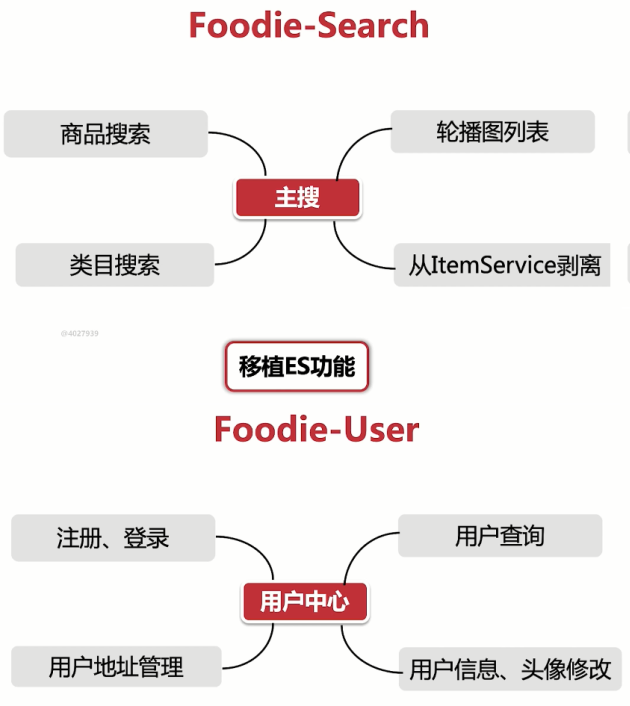 Foodie-Search
商品搜索
轮播图列表
主搜
类目搜索
从ItemService剥离
@4027939
移植ES功能
Foodie-User
注册、登录
用户查询
用户中心
用户地址管理
用户信息、头像修改